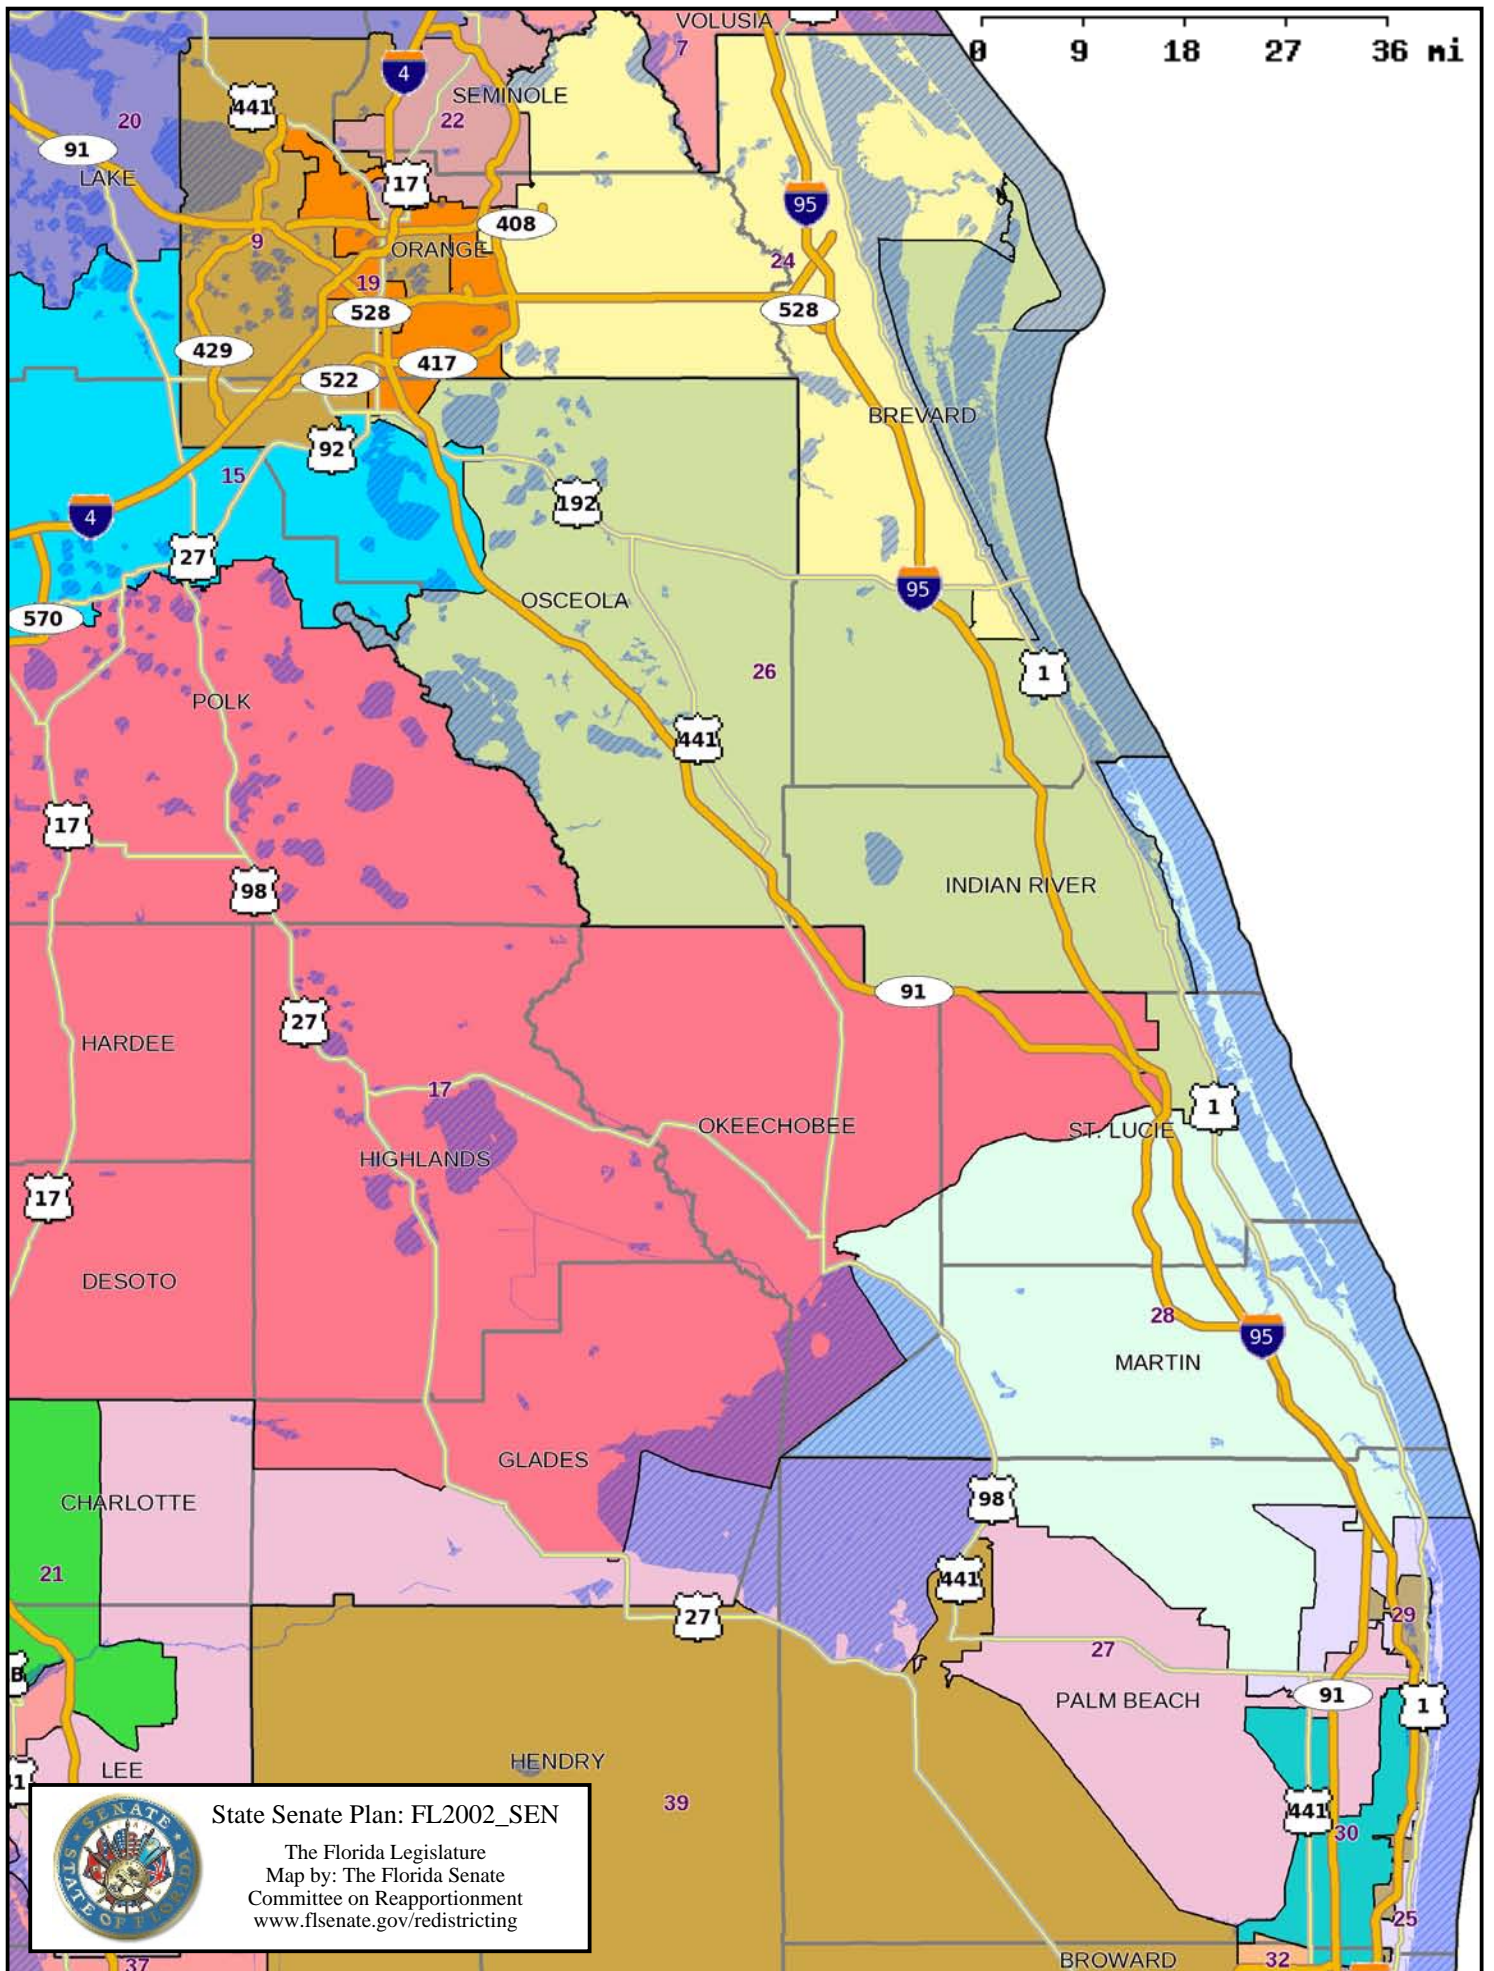 VOLUSIA
7
0 9 18 27 36 mi
4
SEMINOLE
441
20
22
91
LAKE
17
95
408
9
ORANGE
24
19
528
528
429
417
522
BREVARD
92
15
192
4
27
95
OSCEOLA
570
26
1
POLK
441
17
98
INDIAN RIVER
91
27
HARDEE
17
1
OKEECHOBEE
ST. LUCIE
HIGHLANDS
17
DESOTO
28
95
MARTIN
GLADES
98
CHARLOTTE
21
441
27
29
27
B
PALM BEACH
91
1
HENDRY
LEE
41
39
441
30
25
BROWARD
32
37
SENATE
STATE OF FLORIDA
State Senate Plan: FL2002_SEN
The Florida Legislature
Map by: The Florida Senate
Committee on Reapportionment
www.flsenate.gov/redistricting